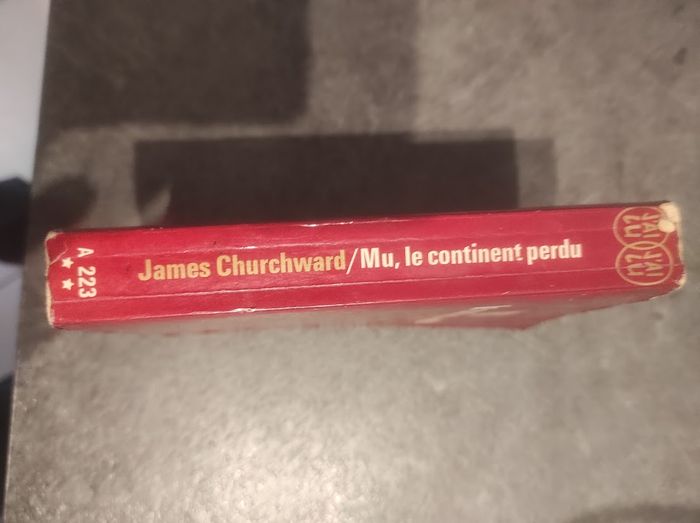 A 223
★★
James Churchward/Mu, le continent perdu
J'AI LU
J'AI LU